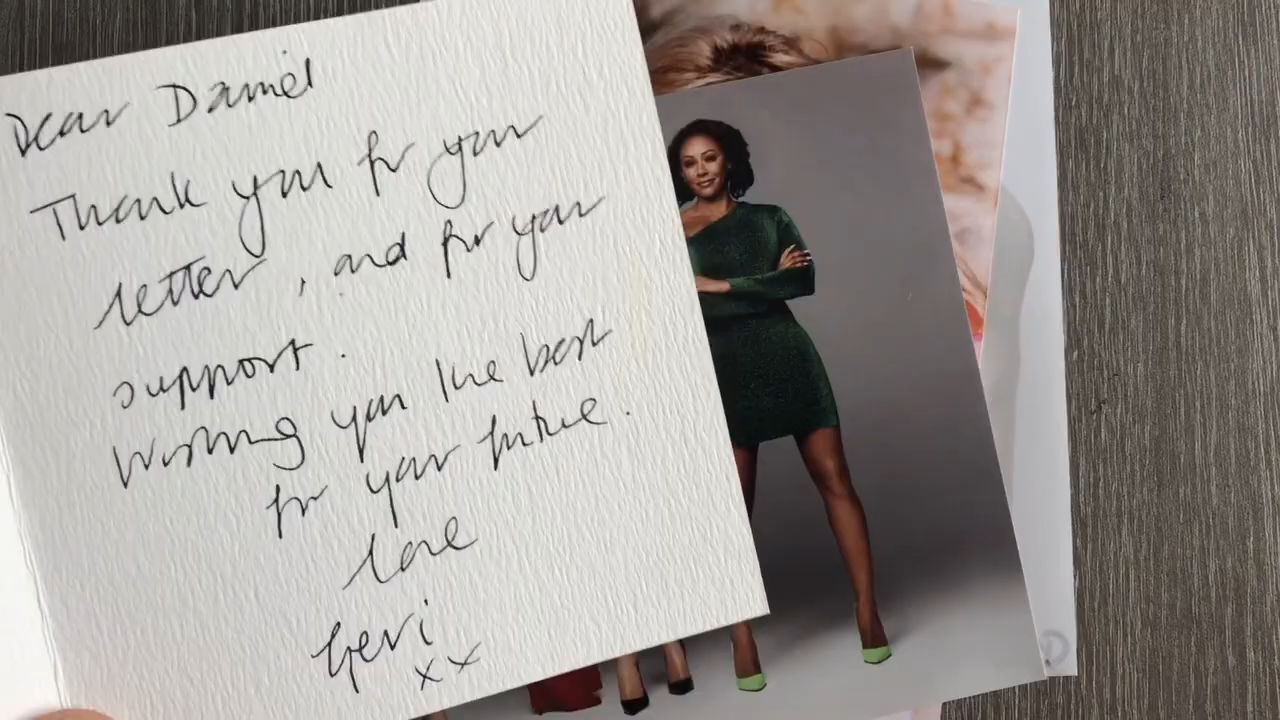 Dear Daniel
Thank you for your
letter, and for your
support.
Wishing you the best
for your future.
Love
Geri
xx